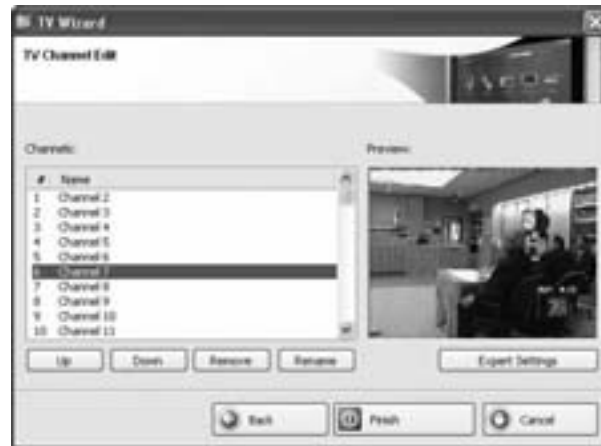 TV Wizard
TV Channel Edit
Channels:
Preview:
# Name
1 Channel 2
2 Channel 3
3 Channel 4
4 Channel 5
5 Channel 6
6 Channel 7
7 Channel 8
8 Channel 9
9 Channel 10
10 Channel 11
Up Down Remove Rename Expert Settings
Back Finish Cancel